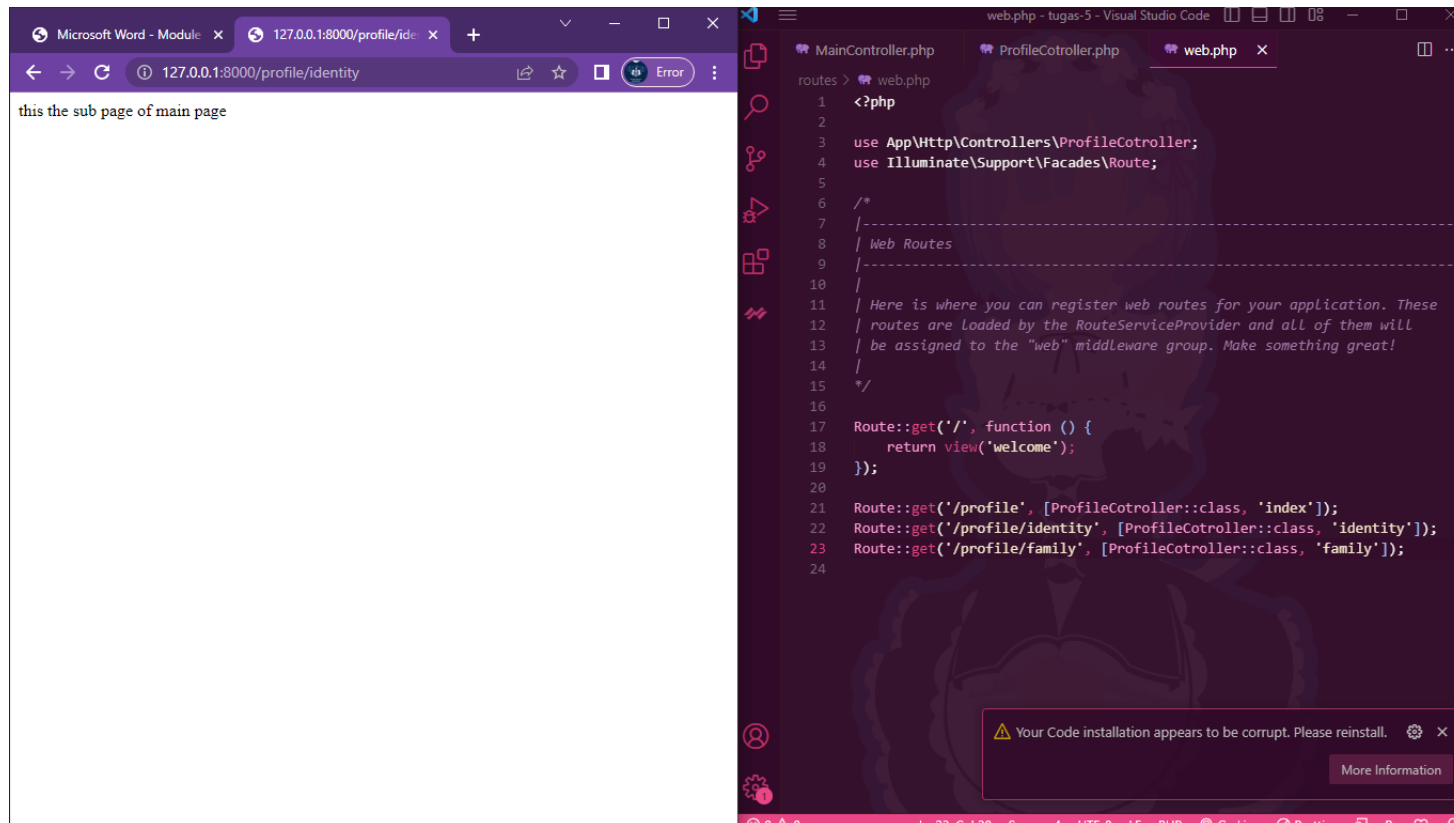 Microsoft Word - Module
127.0.0.1:8000/profile/ide
127.0.0.1:8000/profile/identity
Error
this the sub page of main page
web.php - tugas-5 - Visual Studio Code
MainController.php
ProfileCotroller.php
web.php
routes > web.php
1 <?php
2
3 use App\Http\Controllers\ProfileCotroller;
4 use Illuminate\Support\Facades\Route;
5
6 /*
7 |--------------------------------------------------------------------------
8 | Web Routes
9 |--------------------------------------------------------------------------
10 |
11 | Here is where you can register web routes for your application. These
12 | routes are loaded by the RouteServiceProvider and all of them will
13 | be assigned to the "web" middleware group. Make something great!
14 |
15 */
16
17 Route::get('/', function () {
18     return view('welcome');
19 });
20
21 Route::get('/profile', [ProfileCotroller::class, 'index']);
22 Route::get('/profile/identity', [ProfileCotroller::class, 'identity']);
23 Route::get('/profile/family', [ProfileCotroller::class, 'family']);
24
Your Code installation appears to be corrupt. Please reinstall.
More Information
1